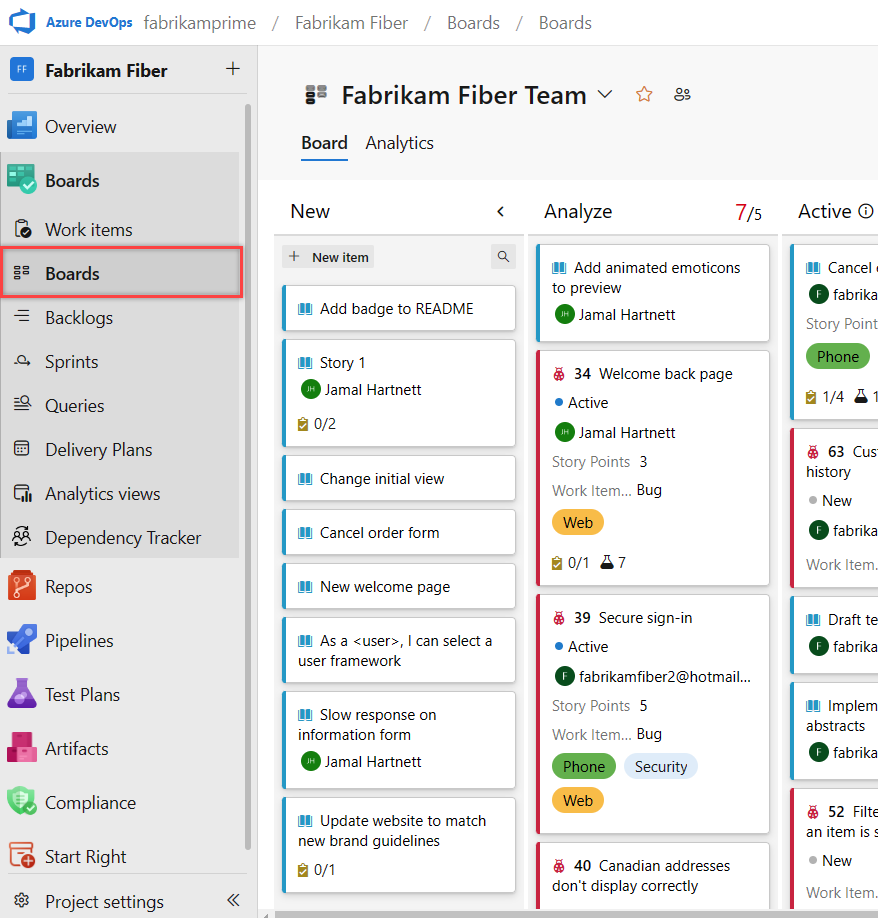 Azure DevOps fabrikamprime / Fabrikam Fiber / Boards / Boards
FF Fabrikam Fiber +
Overview
Boards
Work items
Boards
Backlogs
Sprints
Queries
Delivery Plans
Analytics views
Dependency Tracker
Repos
Pipelines
Test Plans
Artifacts
Compliance
Start Right
Project settings
Fabrikam Fiber Team
Board Analytics
New
+ New item
Add badge to README
Story 1
JH Jamal Hartnett
0/2
Change initial view
Cancel order form
New welcome page
As a <user>, I can select a
user framework
Slow response on
information form
JH Jamal Hartnett
Update website to match
new brand guidelines
0/1
Analyze 7/5
Add animated emoticons
to preview
JH Jamal Hartnett
34 Welcome back page
Active
JH Jamal Hartnett
Story Points 3
Work Item... Bug
Web
0/1 7
39 Secure sign-in
Active
F fabrikamfiber2@hotmail...
Story Points 5
Work Item... Bug
Phone Security
Web
40 Canadian addresses
don't display correctly
Active
Cancel
F fabrika
Story Point
Phone
1/4 1
63 Cus
history
New
F fabrika
Work Item.
Draft te
F fabrika
Implem
abstracts
F fabrika
52 Filte
an item is s
New
Work Item.